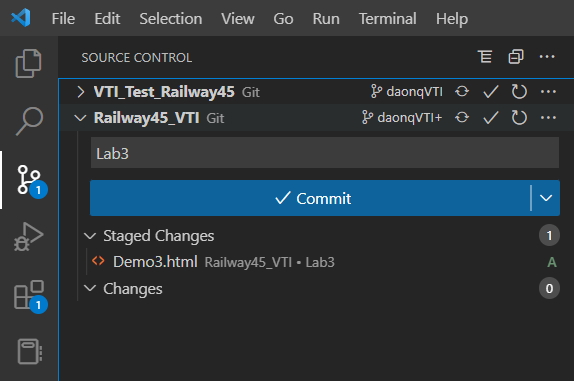 File Edit Selection View Go Run Terminal Help
SOURCE CONTROL
VTI_Test_Railway45 Git daonqVTI
Railway45_VTI Git daonqVTI+
Lab3
Commit
1
Staged Changes 1
Demo3.html Railway45_VTI • Lab3 A
Changes 0
1